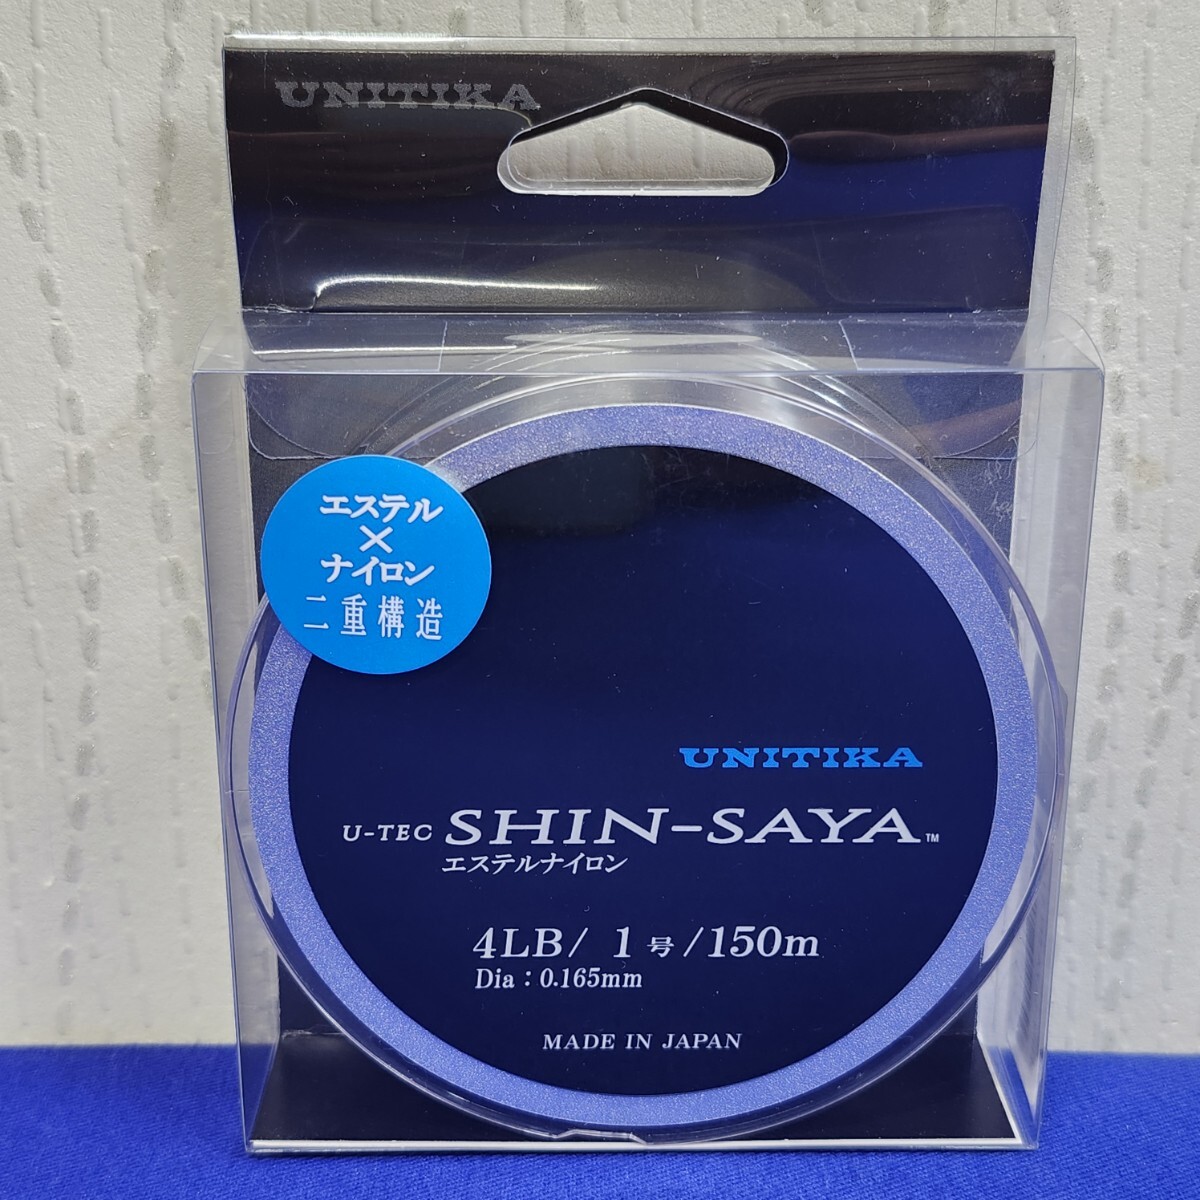 UNITIKA
エステル
×
ナイロン
二重構造
UNITIKA
U-TEC SHIN-SAYA™
エステルナイロン
4LB/ 1号/150m
Dia：0.165mm
MADE IN JAPAN